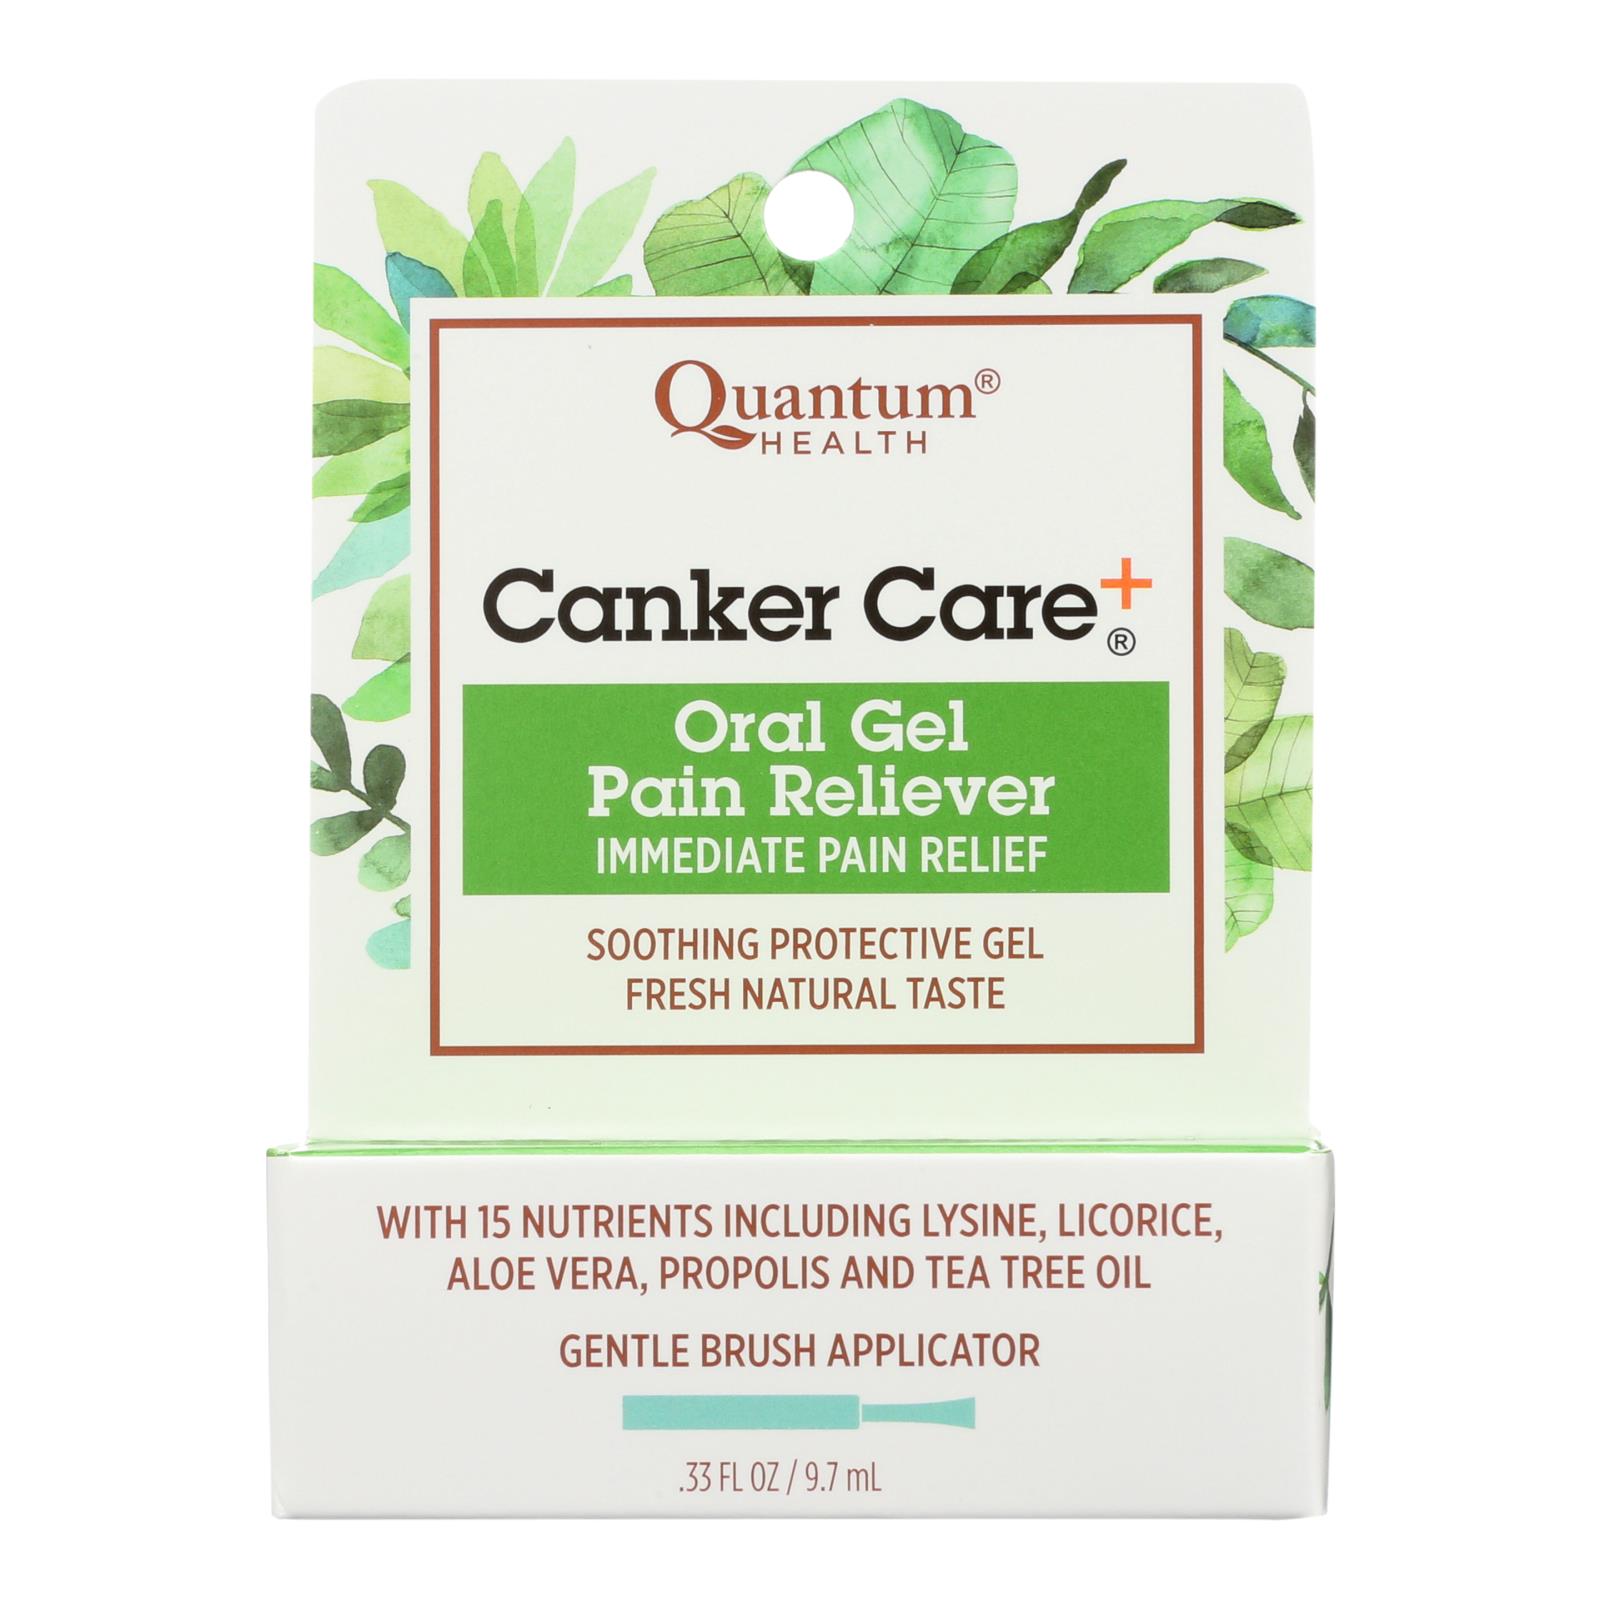 Quantum®
HEALTH
Canker Care+®
Oral Gel
Pain Reliever
IMMEDIATE PAIN RELIEF
SOOTHING PROTECTIVE GEL
FRESH NATURAL TASTE
WITH 15 NUTRIENTS INCLUDING LYSINE, LICORICE,
ALOE VERA, PROPOLIS AND TEA TREE OIL
GENTLE BRUSH APPLICATOR
.33 FL OZ / 9.7 mL